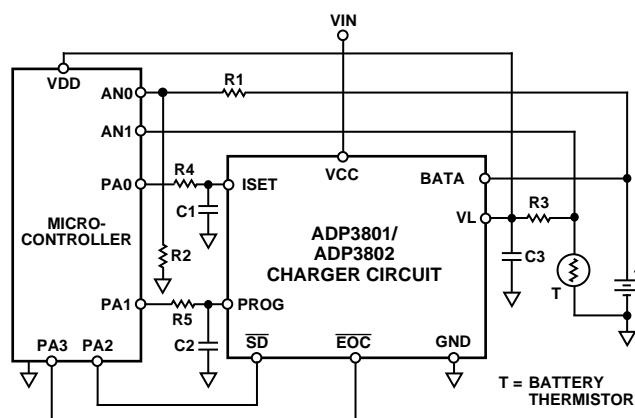 VIN
VDD
R1
AN0
AN1
R4
PA0
ISET
VCC
BATA
C1
R3
VL
MICRO-
CONTROLLER
ADP3801/
ADP3802
CHARGER CIRCUIT
R2
C3
T
PA1
R5
PROG
C2
PA3
PA2
SD
EOC
GND
T = BATTERY
THERMISTOR